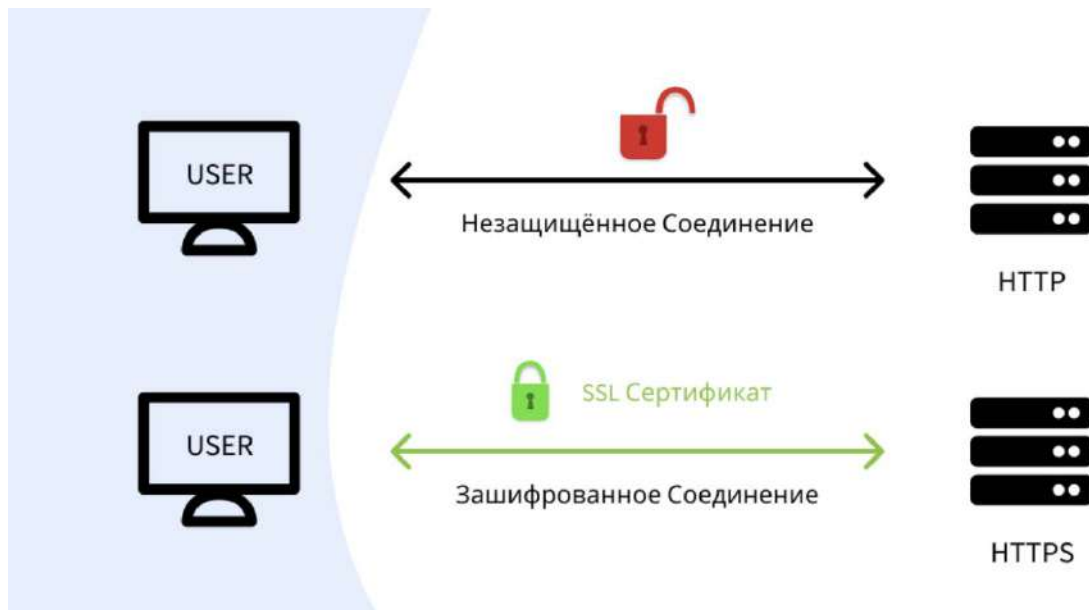 USER
Незащищённое Соединение
HTTP
SSL Сертификат
USER
Зашифрованное Соединение
HTTPS